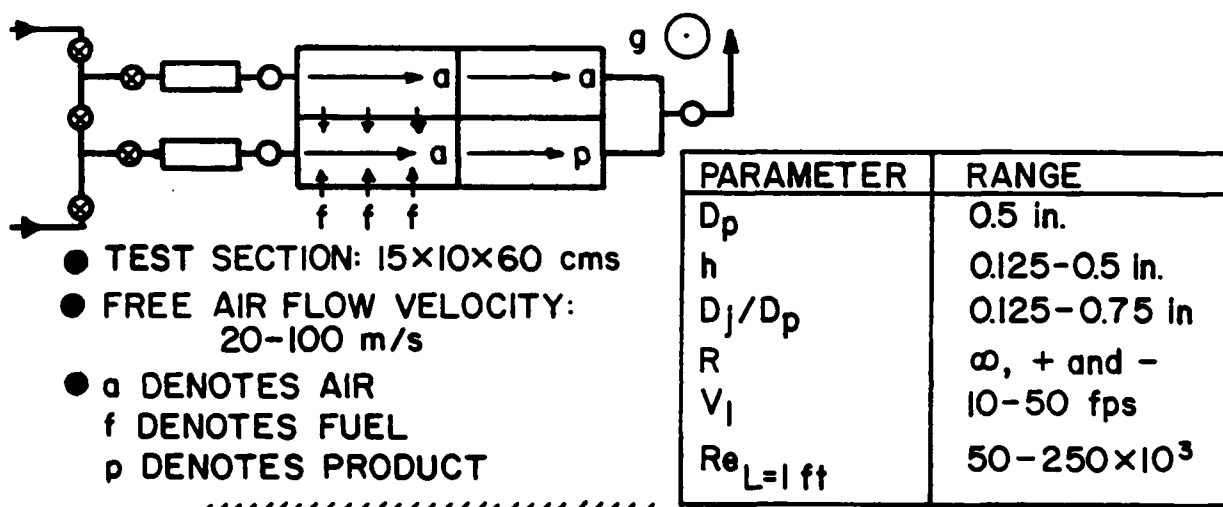 g
a a
a p
f f f
● TEST SECTION: 15×10×60 cms
● FREE AIR FLOW VELOCITY:
20-100 m/s
● a DENOTES AIR
f DENOTES FUEL
p DENOTES PRODUCT
PARAMETER RANGE
Dp 0.5 in.
h 0.125-0.5 in.
Dj/Dp 0.125-0.75 in
R ∞, + and -
V1 10-50 fps
Re L=1 ft 50-250×10³